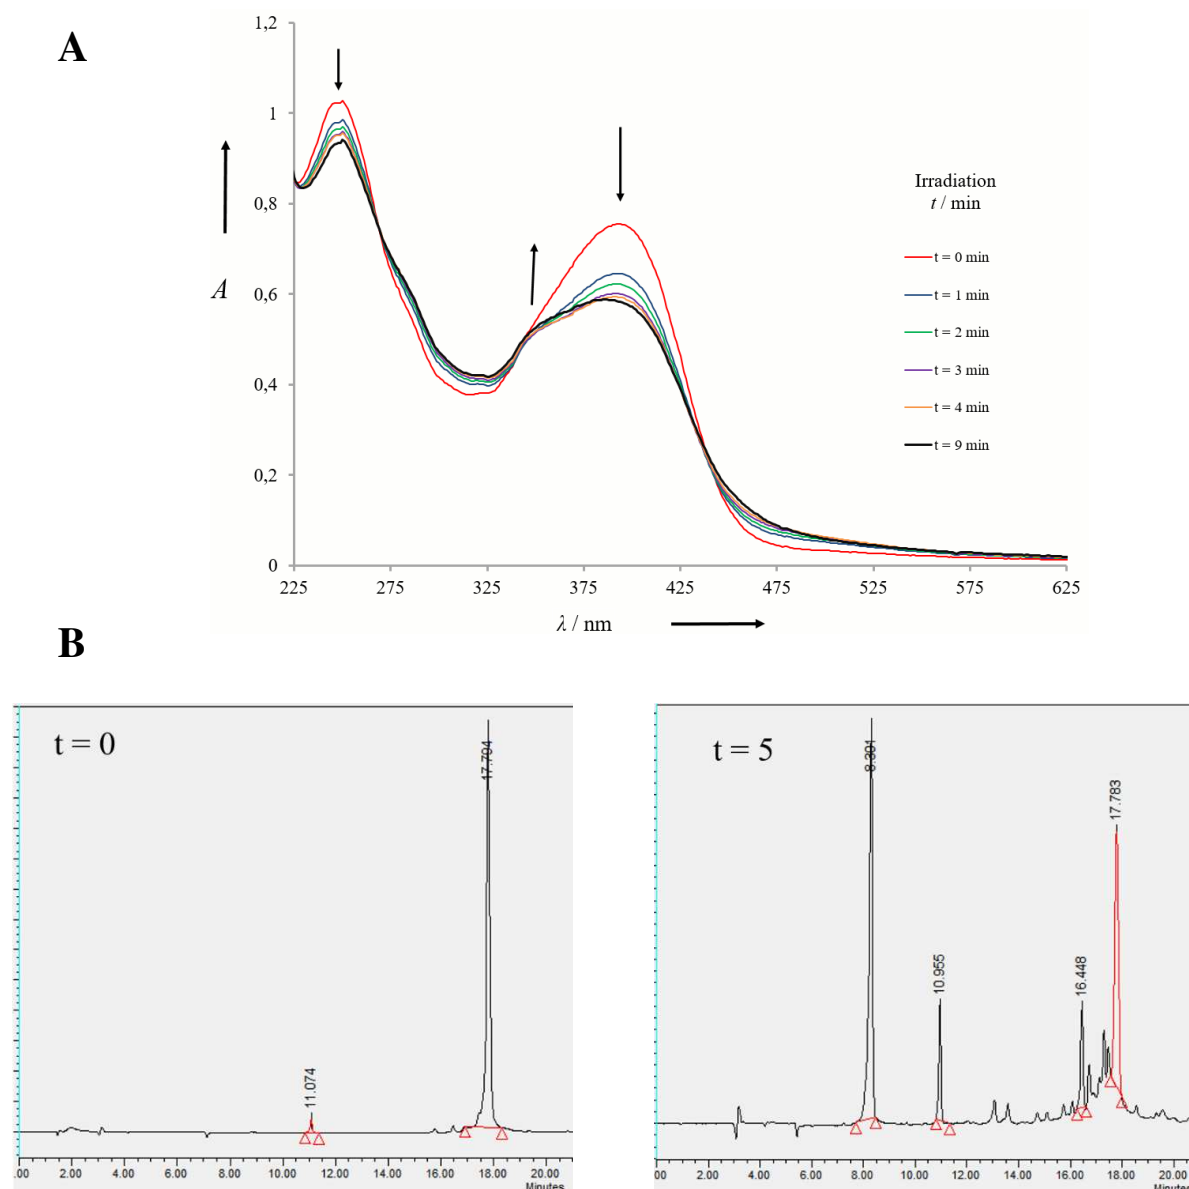 A
1,2
1
0,8
0,6
0,4
0,2
0
A
225 275 325 375 425 475 525 575 625
λ / nm
Irradiation
t / min
t = 0 min
t = 1 min
t = 2 min
t = 3 min
t = 4 min
t = 9 min
B
t = 0
11.074
17.794
.00 2.00 4.00 6.00 8.00 10.00 12.00 14.00 16.00 18.00 20.00
Minutes
t = 5
8.301
10.955
16.448
17.783
0.00 2.00 4.00 6.00 8.00 10.00 12.00 14.00 16.00 18.00 20.00
Minutes